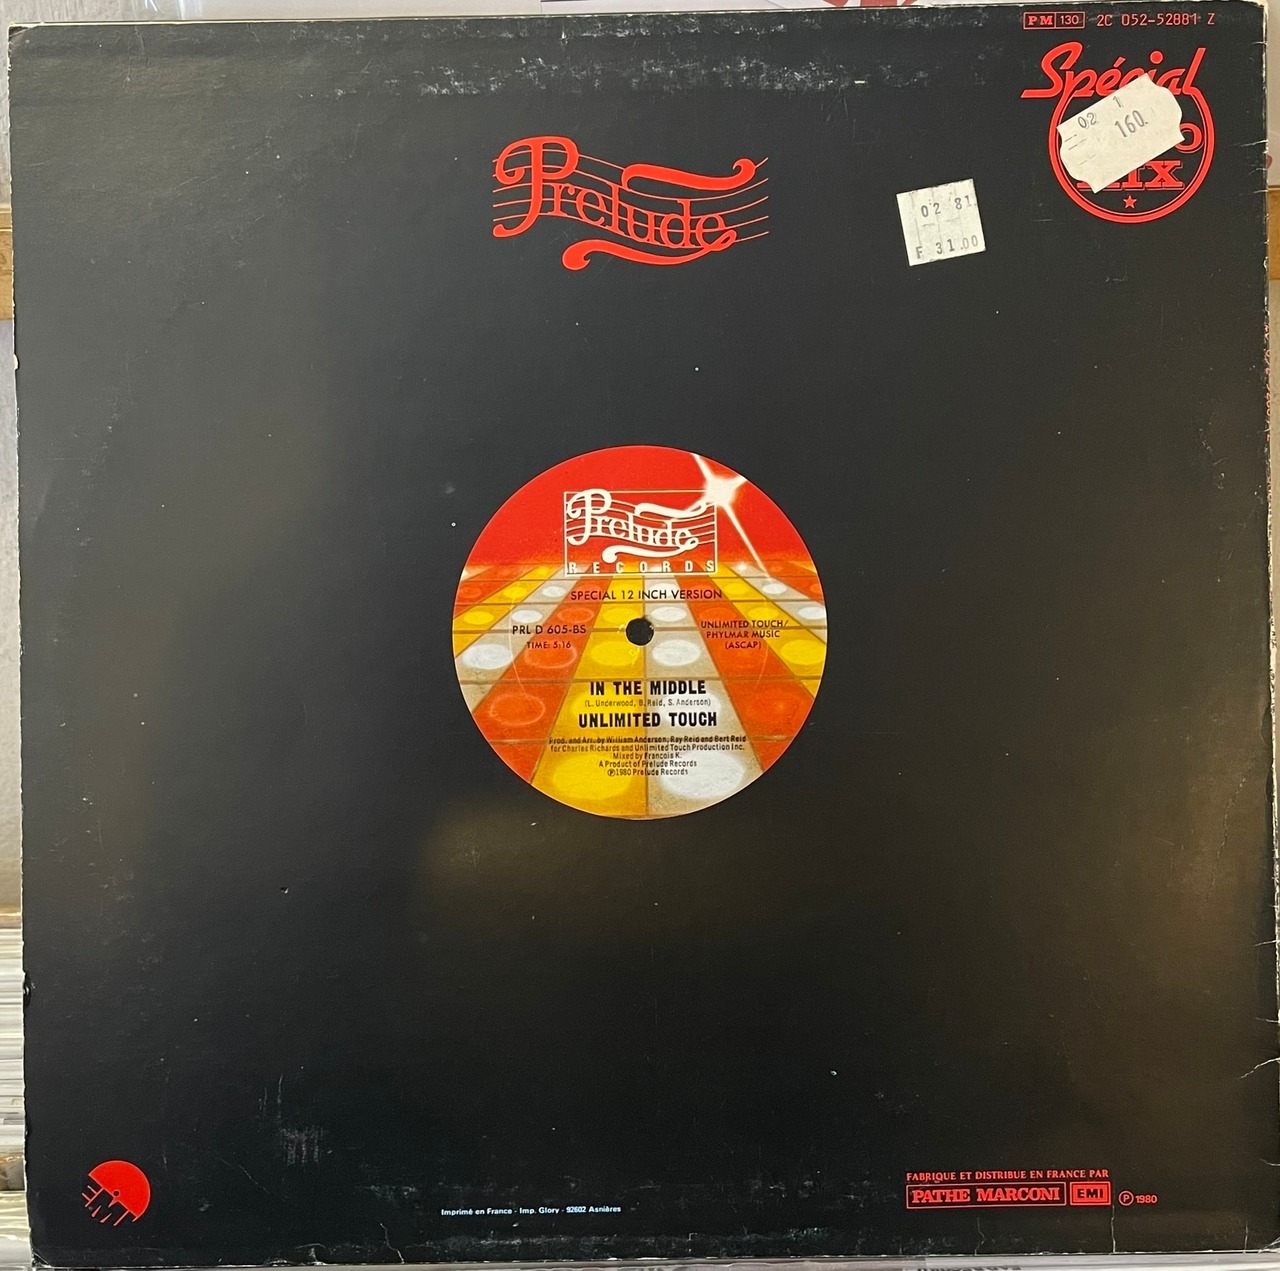 PM 130 2C 052-52881 Z
Spécial
MIX
02 1
160
Prelude
02 81
F 31.00
Prelude
RECORDS
SPECIAL 12 INCH VERSION
PRL D 605-BS
TIME: 5:16
UNLIMITED TOUCH/
PHYLMAR MUSIC
(ASCAP)
IN THE MIDDLE
(L. Underwood, B. Reid, S. Anderson)
UNLIMITED TOUCH
Prod. and Arr. by William Anderson, Ray Reid and Bert Reid
for Charles Richards and Unlimited Touch Production Inc.
Mixed by Francois K.
A Product of Prelude Records
℗1980 Prelude Records
Imprimé en France - Imp. Glory - 92602 Asnières
FABRIQUE ET DISTRIBUE EN FRANCE PAR
PATHE MARCONI EMI ℗ 1980